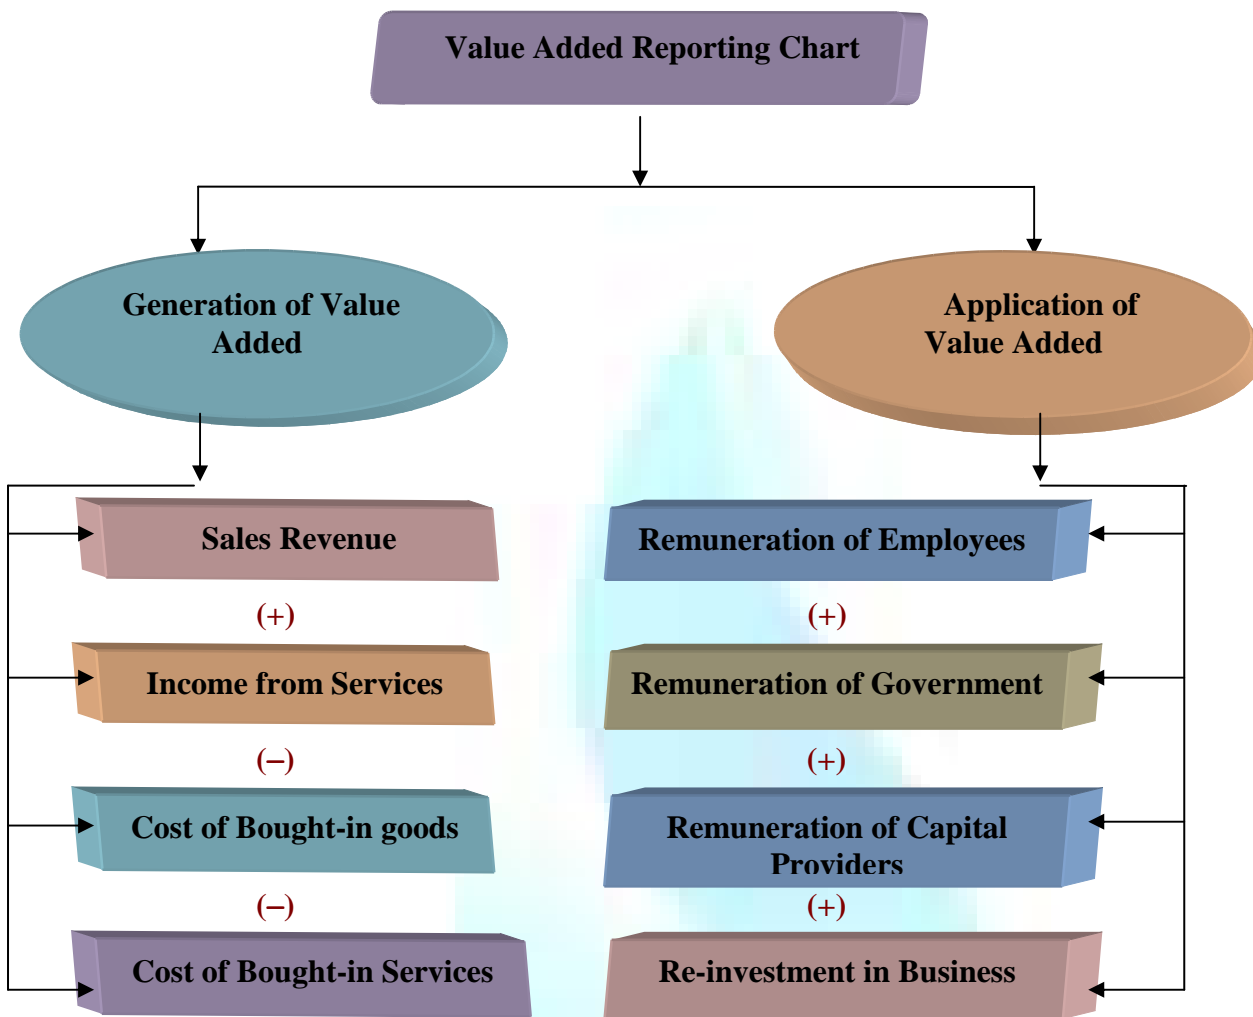 Value Added Reporting Chart
Generation of Value
Added
Application of
Value Added
Sales Revenue
(+)
Income from Services
(–)
Cost of Bought-in goods
(–)
Cost of Bought-in Services
Remuneration of Employees
(+)
Remuneration of Government
(+)
Remuneration of Capital
Providers
(+)
Re-investment in Business